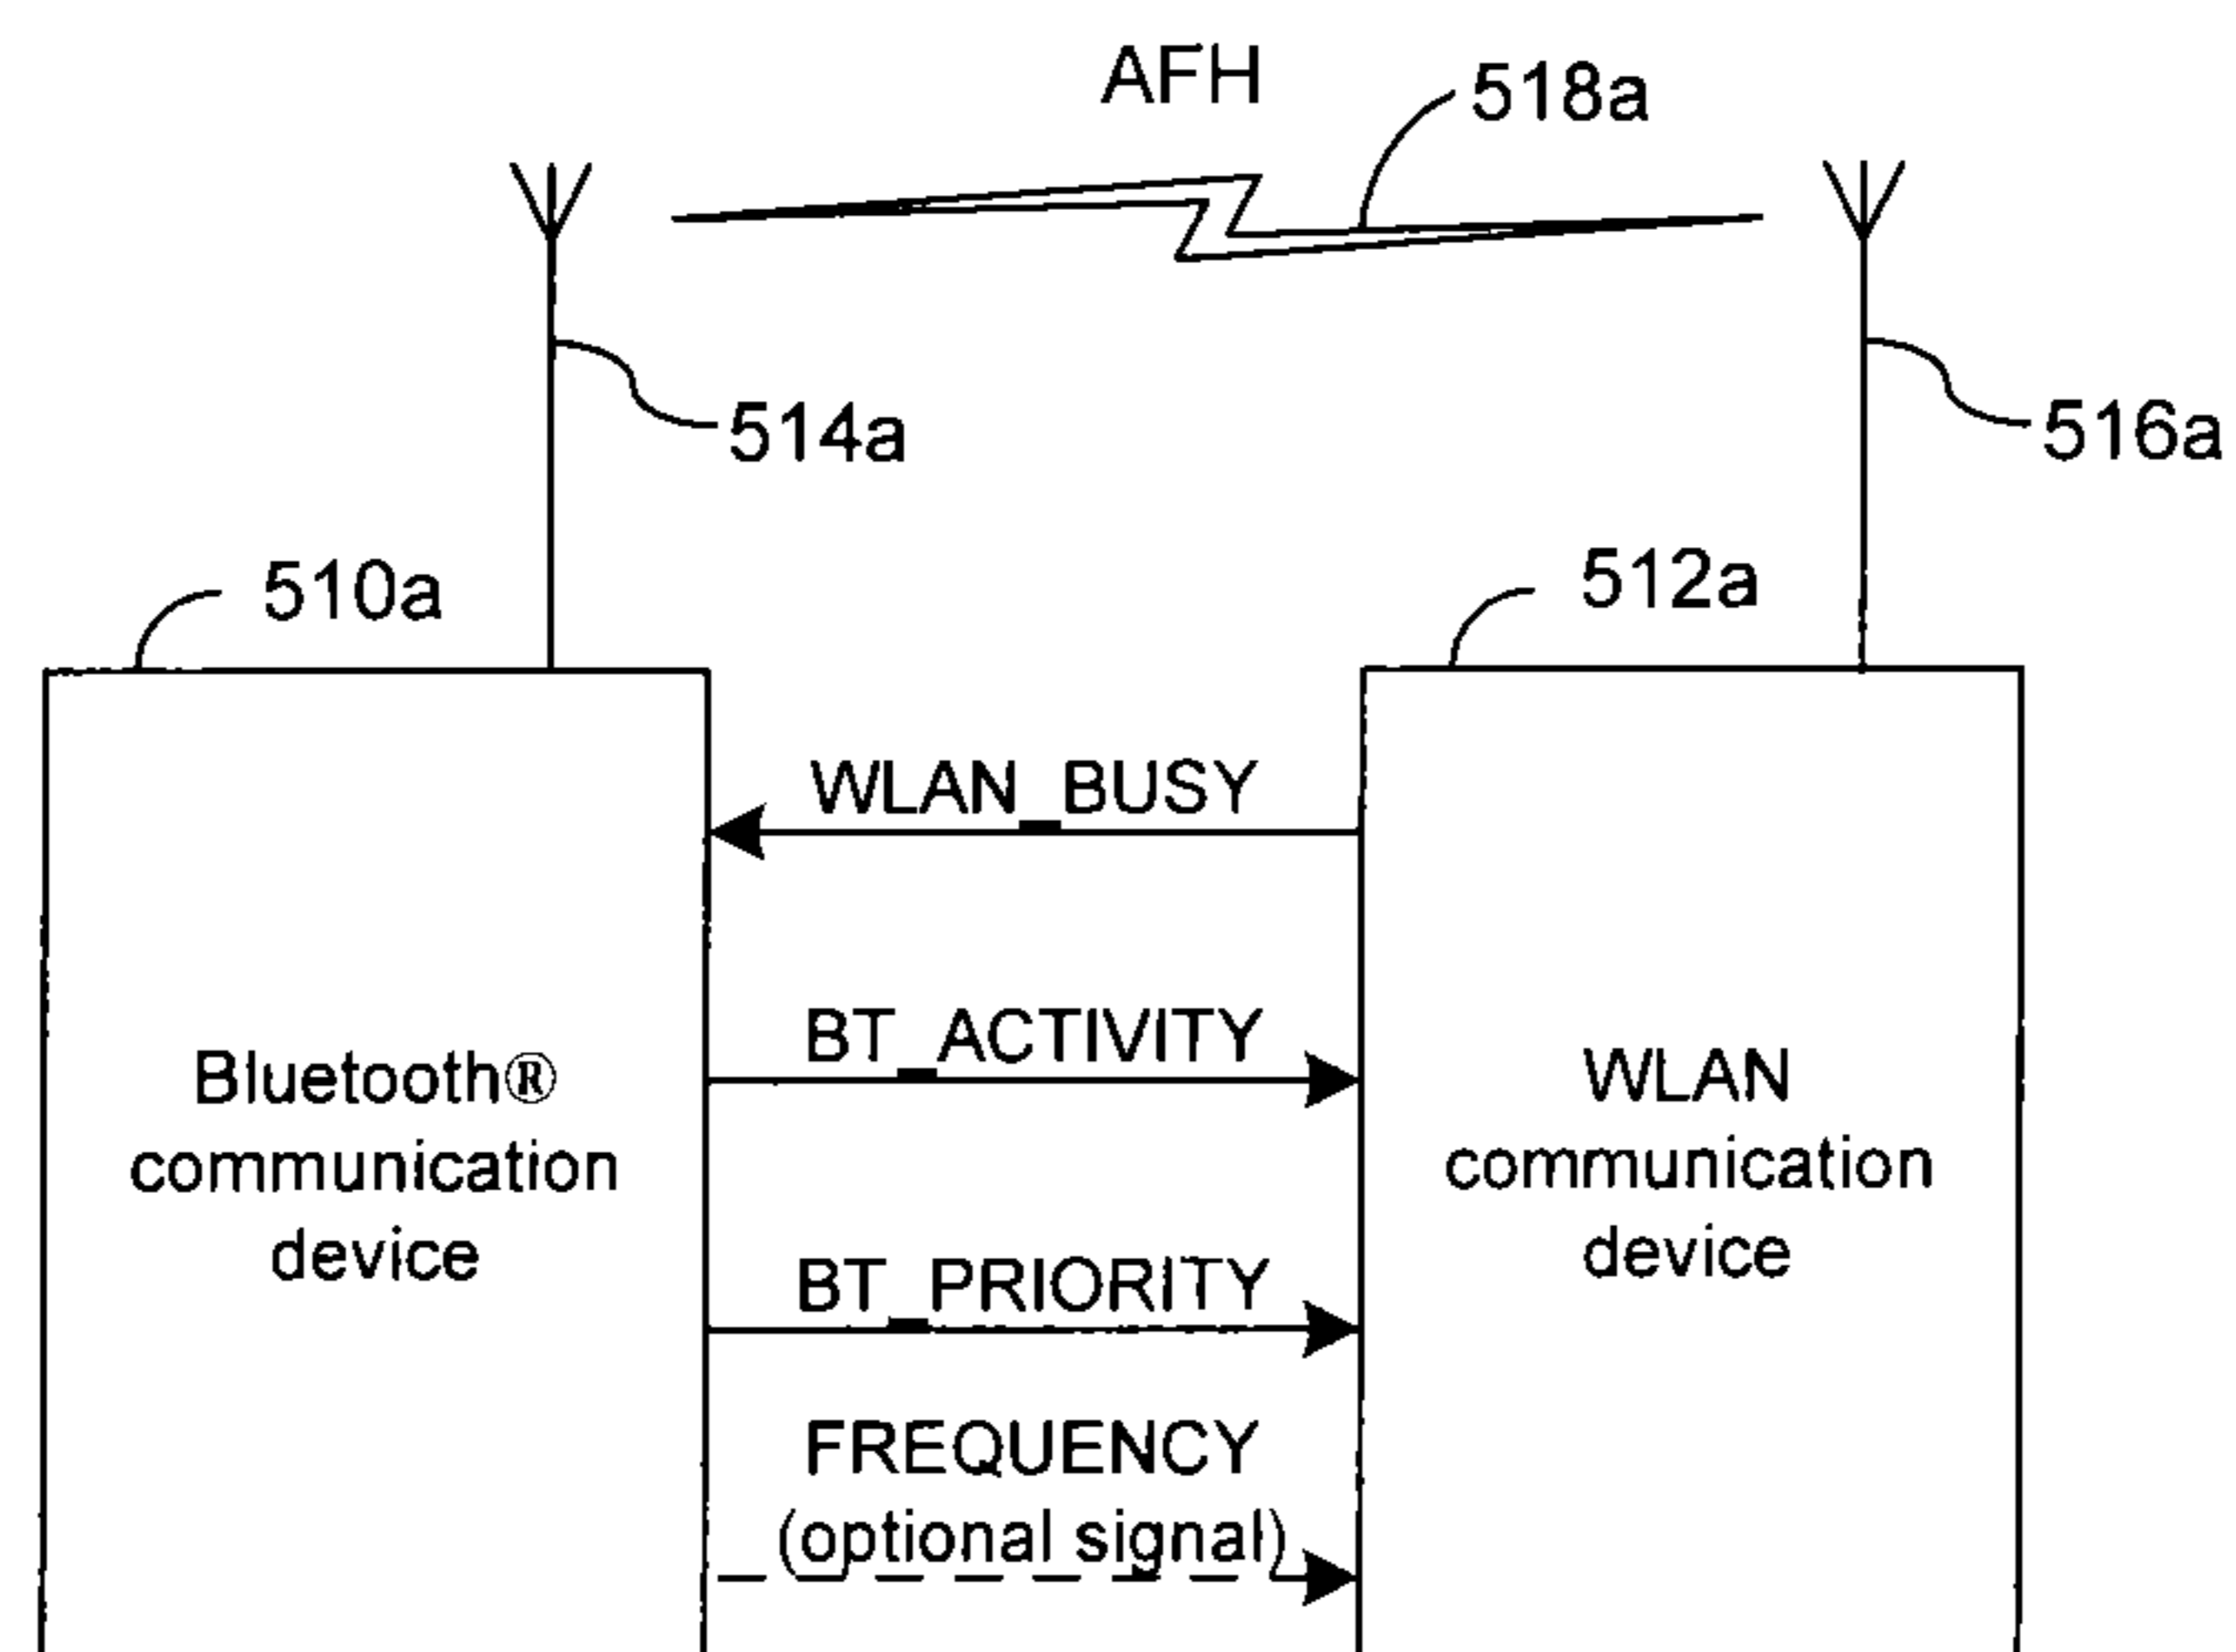 AFH
518a
514a
516a
510a
512a
WLAN_BUSY
BT_ACTIVITY
Bluetooth®
communication
device
WLAN
communication
device
BT_PRIORITY
FREQUENCY
(optional signal)